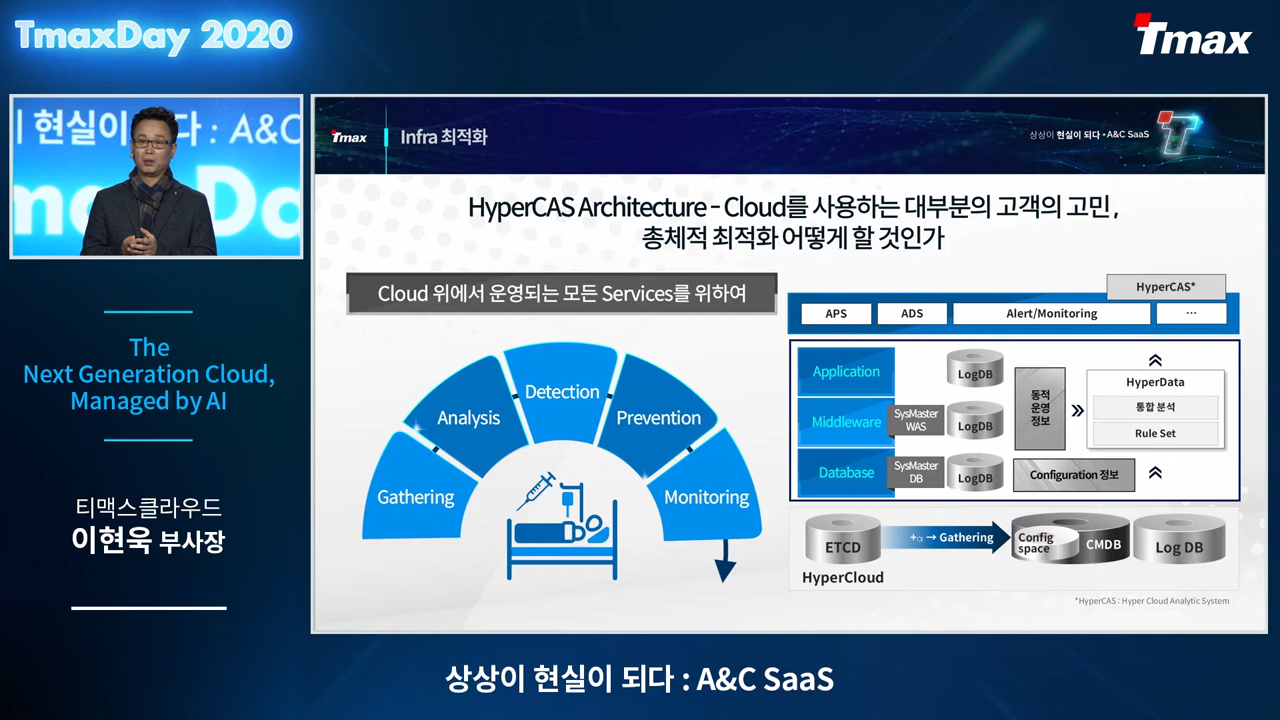 TmaxDay 2020
Tmax
현실이
다 : A&C
The
Next Generation Cloud,
Managed by AI
티맥스클라우드
이현욱 부사장
Tmax
Infra 최적화
상상이 현실이 되다 - A&C SaaS
HyperCAS Architecture - Cloud를 사용하는 대부분의 고객의 고민,
총체적 최적화 어떻게 할 것인가
Cloud 위에서 운영되는 모든 Services를 위하여
Gathering
Analysis
Detection
Prevention
Monitoring
HyperCAS*
APS
ADS
Alert/Monitoring
...
Application
LogDB
Middleware
SysMaster
WAS
LogDB
Database
SysMaster
DB
LogDB
동적
운영
정보
HyperData
통합 분석
Rule Set
Configuration 정보
ETCD
HyperCloud
+α → Gathering
Config
space
CMDB
Log DB
*HyperCAS : Hyper Cloud Analytic System
상상이 현실이 되다 : A&C SaaS